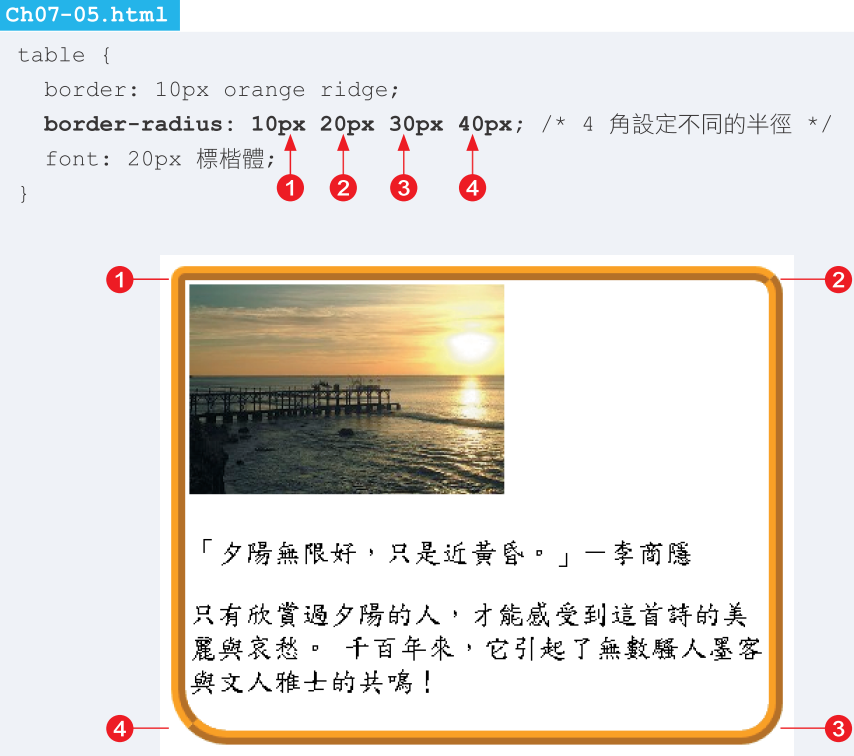 Ch07-05.html
table {
border: 10px orange ridge;
border-radius: 10px 20px 30px 40px; /* 4 角設定不同的半徑 */
font: 20px 標楷體;
1 2 3 4
}
1 2
「夕陽無限好，只是近黃昏。」－李商隱
只有欣賞過夕陽的人，才能感受到這首詩的美
麗與哀愁。 千百年來，它引起了無數騷人墨客
與文人雅士的共鳴！
4 3